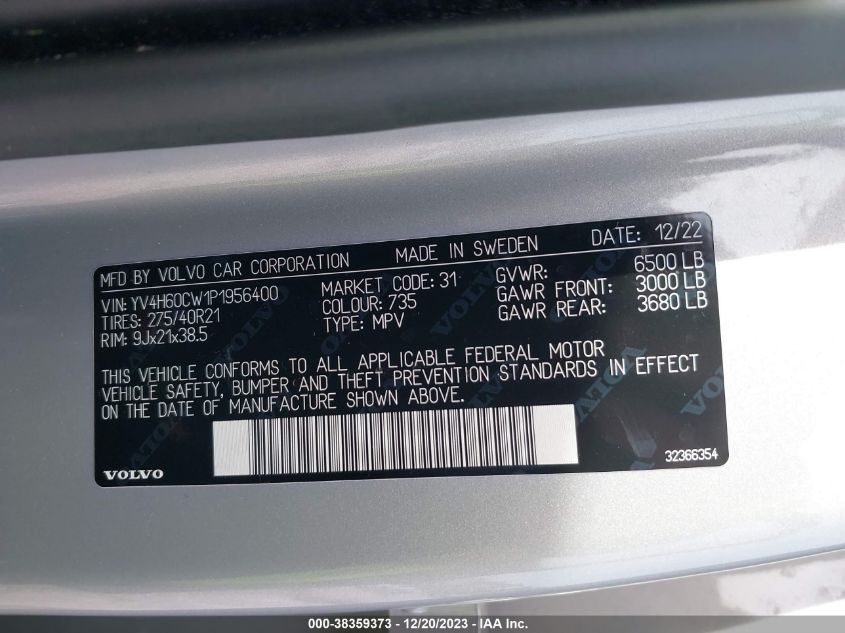 MFD BY VOLVO CAR CORPORATION MADE IN SWEDEN DATE: 12/22
VIN: YV4H60CW1P1956400 MARKET CODE: 31 GVWR: 6500 LB
TIRES: 275/40R21 COLOUR: 735 GAWR FRONT: 3000 LB
RIM: 9Jx21x38.5 TYPE: MPV GAWR REAR: 3680 LB
THIS VEHICLE CONFORMS TO ALL APPLICABLE FEDERAL MOTOR
VEHICLE SAFETY, BUMPER AND THEFT PREVENTION STANDARDS IN EFFECT
ON THE DATE OF MANUFACTURE SHOWN ABOVE.
VOLVO 32366354
000-38359373 - 12/20/2023 - IAA Inc.